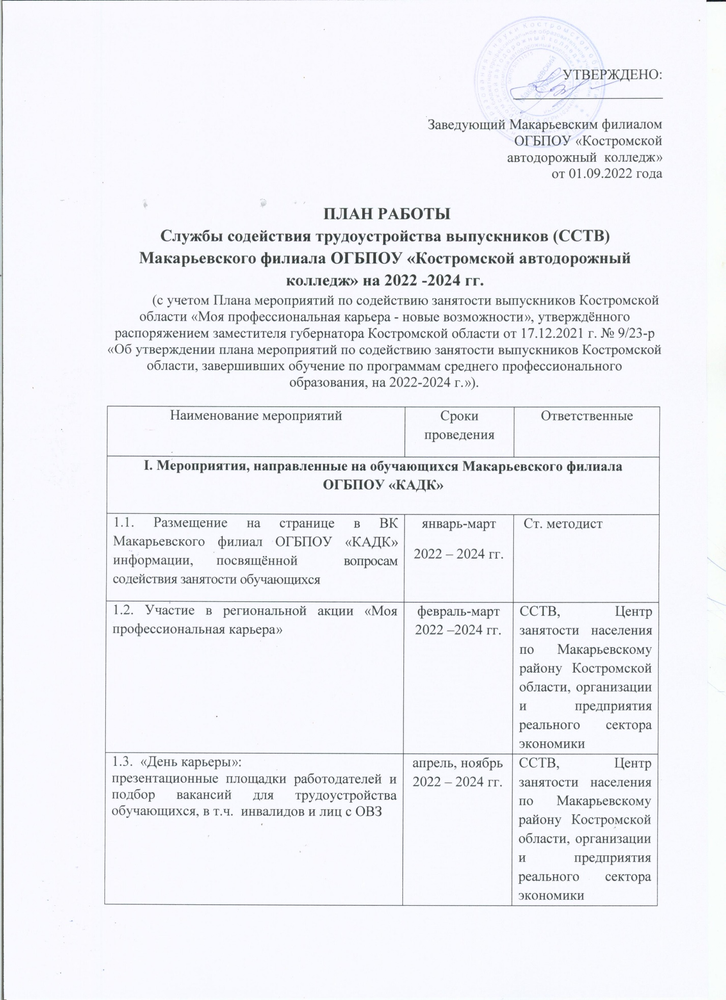 УТВЕРЖДЕНО:
Заведующий Макарьевским филиалом
ОГБПОУ «Костромской
автодорожный колледж»
от 01.09.2022 года
ПЛАН РАБОТЫ
Службы содействия трудоустройства выпускников (ССТВ)
Макарьевского филиала ОГБПОУ «Костромской автодорожный
колледж» на 2022 -2024 гг.
(с учетом Плана мероприятий по содействию занятости выпускников Костромской
области «Моя профессиональная карьера - новые возможности», утверждённого
распоряжением заместителя губернатора Костромской области от 17.12.2021 г. № 9/23-р
«Об утверждении плана мероприятий по содействию занятости выпускников Костромской
области, завершивших обучение по программам среднего профессионального
образования, на 2022-2024 г.»).
Наименование мероприятий
Сроки
проведения
Ответственные
I. Мероприятия, направленные на обучающихся Макарьевского филиала
ОГБПОУ «КАДК»
1.1. Размещение на странице в ВК
Макарьевского филиал ОГБПОУ «КАДК»
информации, посвящённой вопросам
содействия занятости обучающихся
январь-март
2022 – 2024 гг.
Ст. методист
1.2. Участие в региональной акции «Моя
профессиональная карьера»
февраль-март
2022 –2024 гг.
ССТВ, Центр
занятости населения
по Макарьевскому
району Костромской
области, организации
и предприятия
реального сектора
экономики
1.3. «День карьеры»:
презентационные площадки работодателей и
подбор вакансий для трудоустройства
обучающихся, в т.ч. инвалидов и лиц с ОВЗ
апрель, ноябрь
2022 – 2024 гг.
ССТВ, Центр
занятости населения
по Макарьевскому
району Костромской
области, организации
и предприятия
реального сектора
экономики
Макарьевский
филиал